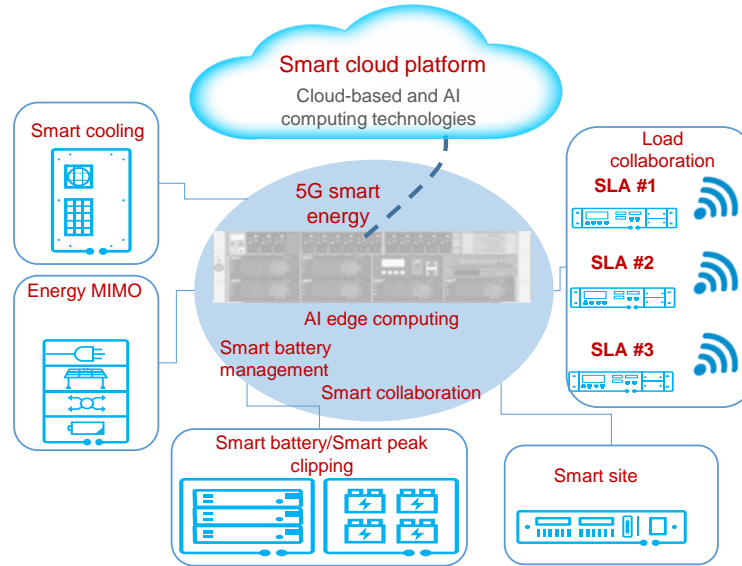 Smart cloud platform
Cloud-based and AI
computing technologies
Smart cooling
Load
collaboration
SLA #1
5G smart
energy
SLA #2
Energy MIMO
AI edge computing
Smart battery
management
SLA #3
Smart collaboration
Smart battery/Smart peak
clipping
Smart site